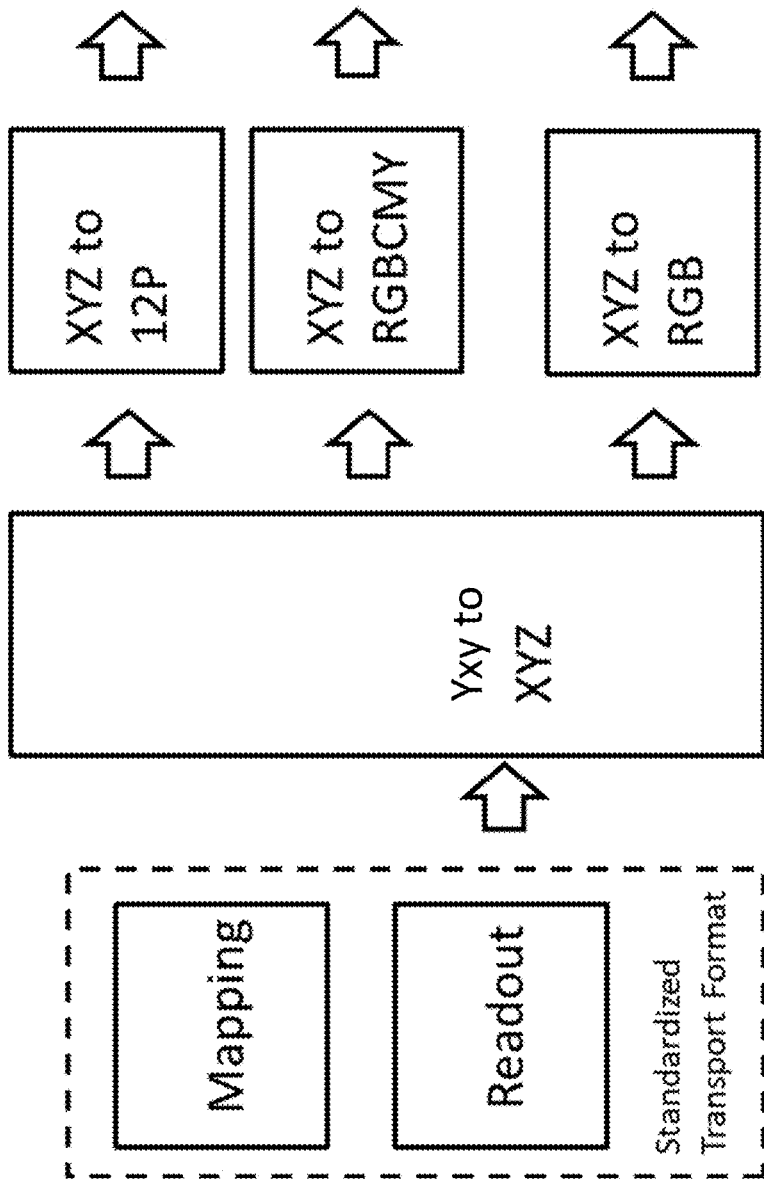 Mapping
Readout
Standardized
Transport Format
Yxy to
XYZ
XYZ to
12P
XYZ to
RGBCMY
XYZ to
RGB